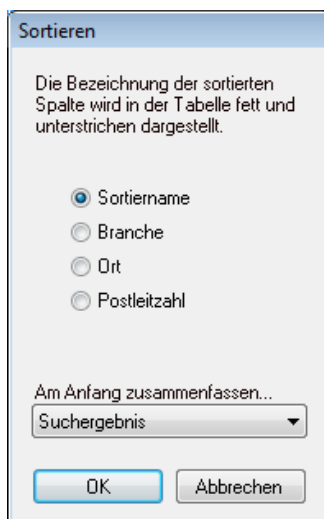 Sortieren
Die Bezeichnung der sortierten
Spalte wird in der Tabelle fett und
unterstrichen dargestellt.
Sortiername
Branche
Ort
Postleitzahl
Am Anfang zusammenfassen...
Suchergebnis
OK
Abbrechen